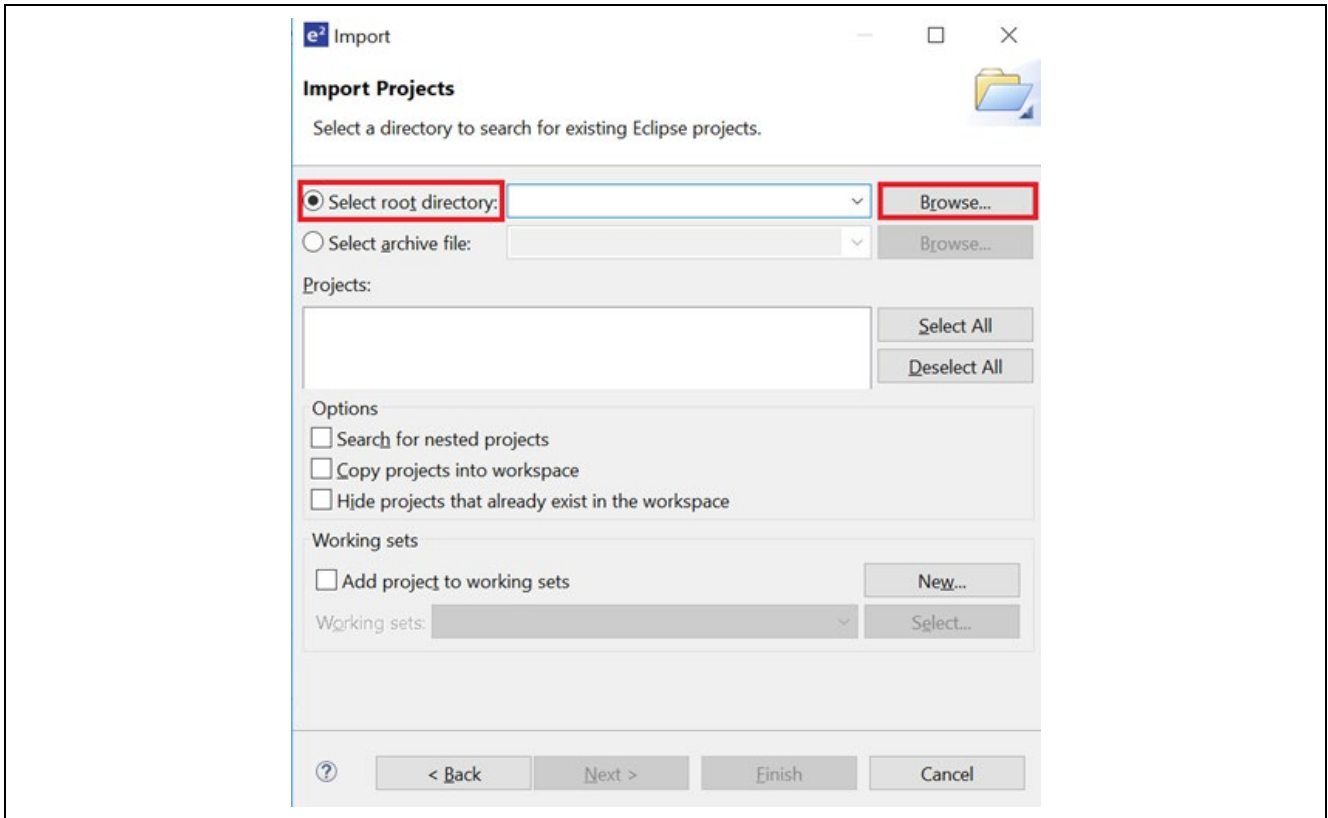 e² Import
Import Projects
Select a directory to search for existing Eclipse projects.
Select root directory: Browse...
Select archive file: Browse...
Projects:
Select All
Deselect All
Options
Search for nested projects
Copy projects into workspace
Hide projects that already exist in the workspace
Working sets
Add project to working sets New...
Working sets: Select...
? < Back Next > Finish Cancel